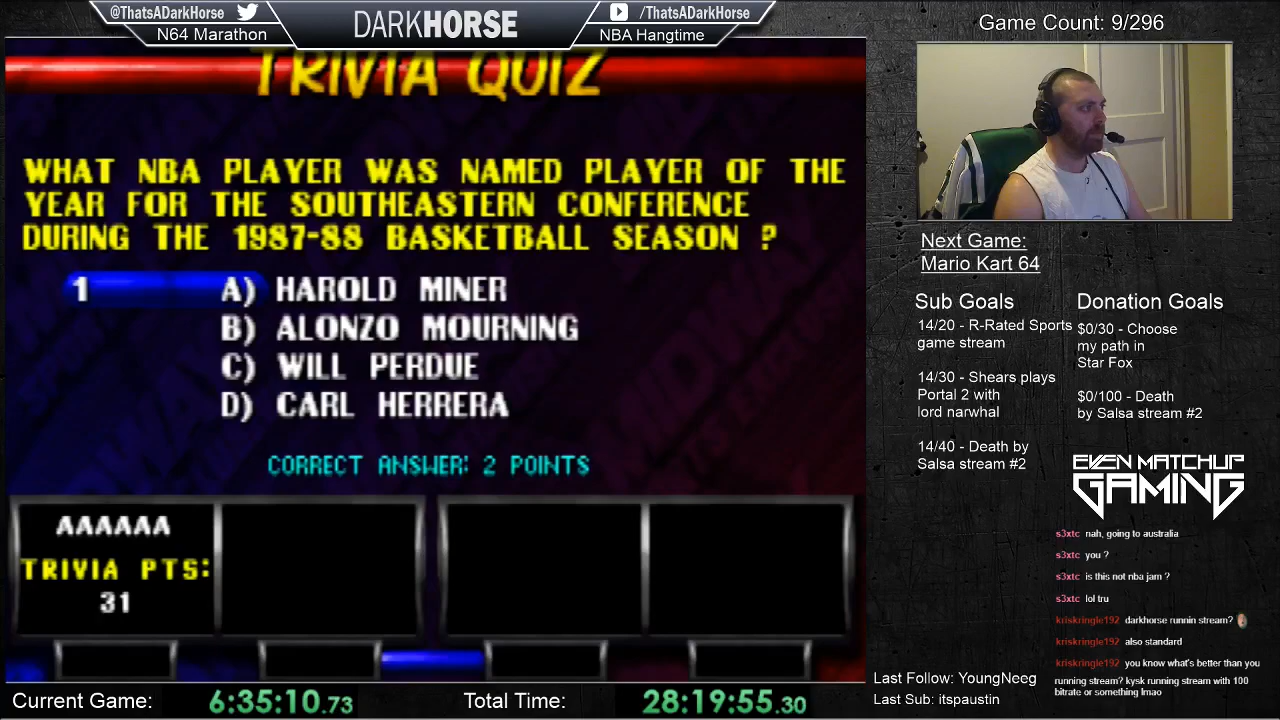 @ThatsADarkHorse
N64 Marathon
DARKHORSE
/ThatsADarkHorse
NBA Hangtime
Game Count: 9/296
TRIVIA QUIZ
WHAT NBA PLAYER WAS NAMED PLAYER OF THE
YEAR FOR THE SOUTHEASTERN CONFERENCE
DURING THE 1987-88 BASKETBALL SEASON ?
1 A) HAROLD MINER
B) ALONZO MOURNING
C) WILL PERDUE
D) CARL HERRERA
CORRECT ANSWER: 2 POINTS
AAAAAA
TRIVIA PTS:
31
Next Game:
Mario Kart 64
Sub Goals
14/20 - R-Rated Sports
game stream
14/30 - Shears plays
Portal 2 with
lord narwhal
14/40 - Death by
Salsa stream #2
Donation Goals
$0/30 - Choose
my path in
Star Fox
$0/100 - Death
by Salsa stream #2
EVEN MATCHUP
GAMING
s3xtc nah, going to australia
s3xtc you ?
s3xtc is this not nba jam ?
s3xtc lol tru
kriskringle192 darkhorse runnin stream?
kriskringle192 also standard
kriskringle192 you know what's better than you
running stream? kysk running stream with 100
bitrate or something lmao
Last Follow: YoungNeeg
Last Sub: itspaustin
Current Game: 6:35:10.73
Total Time: 28:19:55.30